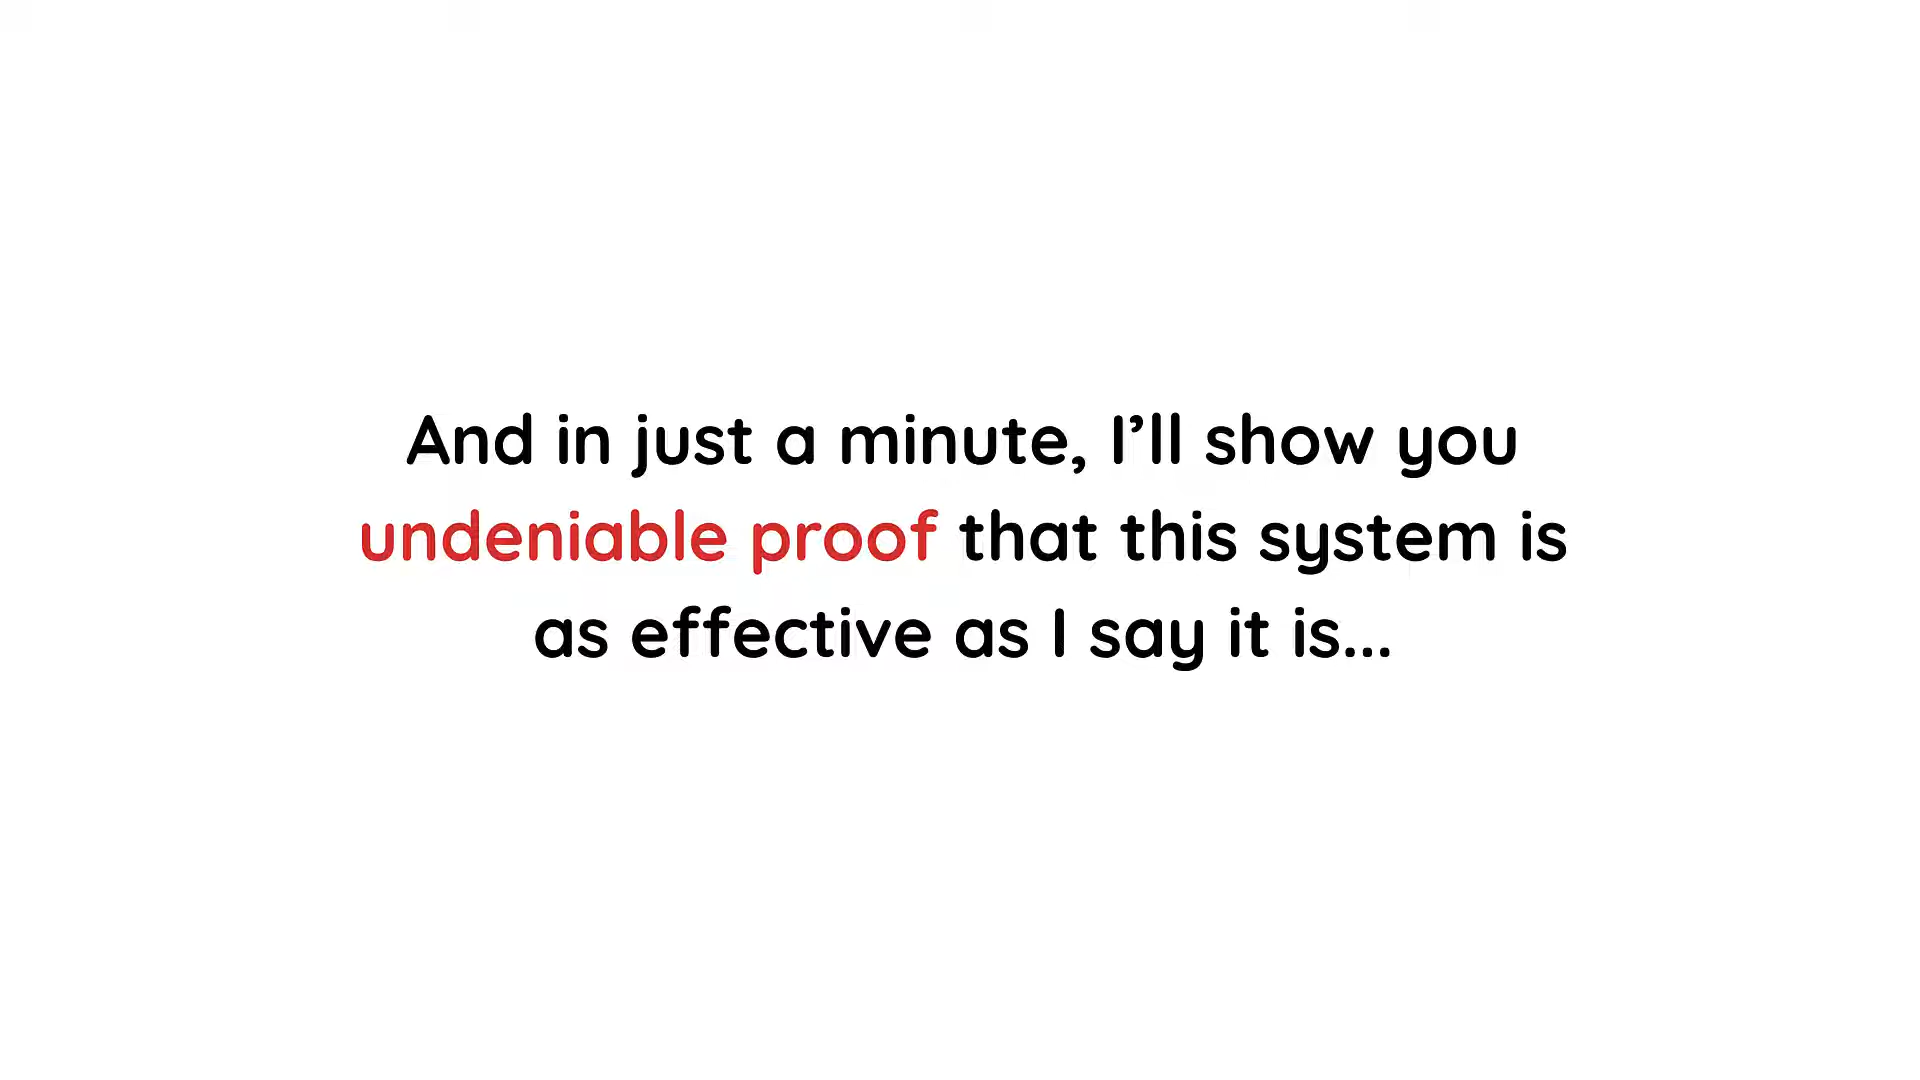 And in just a minute, I’ll show you
undeniable proof that this system is
as effective as I say it is...